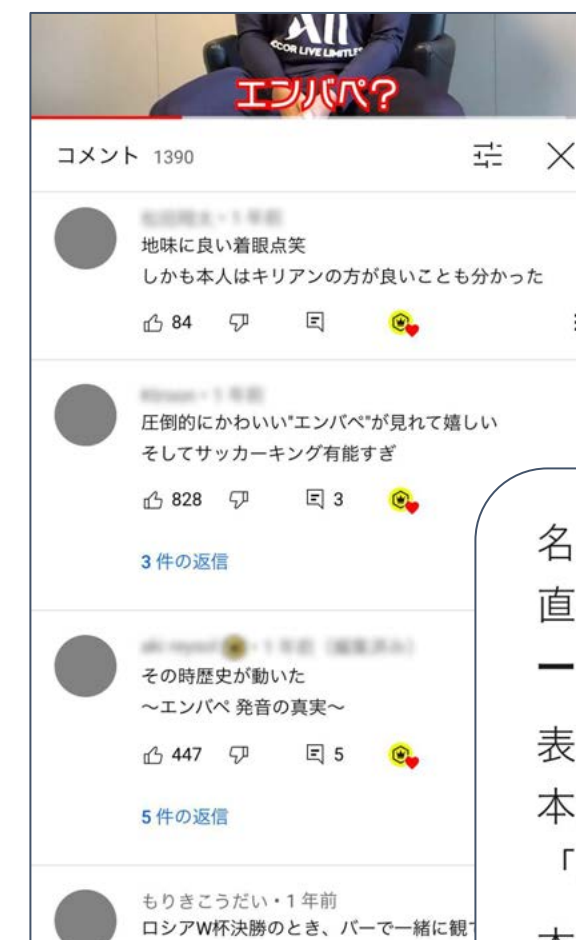 All
ECOR LIVE LIMITLES
エンバペ?
コメント 1390
地味に良い着眼点笑
しかも本人はキリアンの方が良いことも分かった
84
圧倒的にかわいい"エンバペ"が見れて嬉しい
そしてサッカーキング有能すぎ
828 3
3 件の返信
その時歴史が動いた
〜エンバペ 発音の真実〜
447 5
5 件の返信
もりきこうだい・1 年前
ロシアW杯決勝のとき、バーで一緒に観
名
直
ー
表
本
「